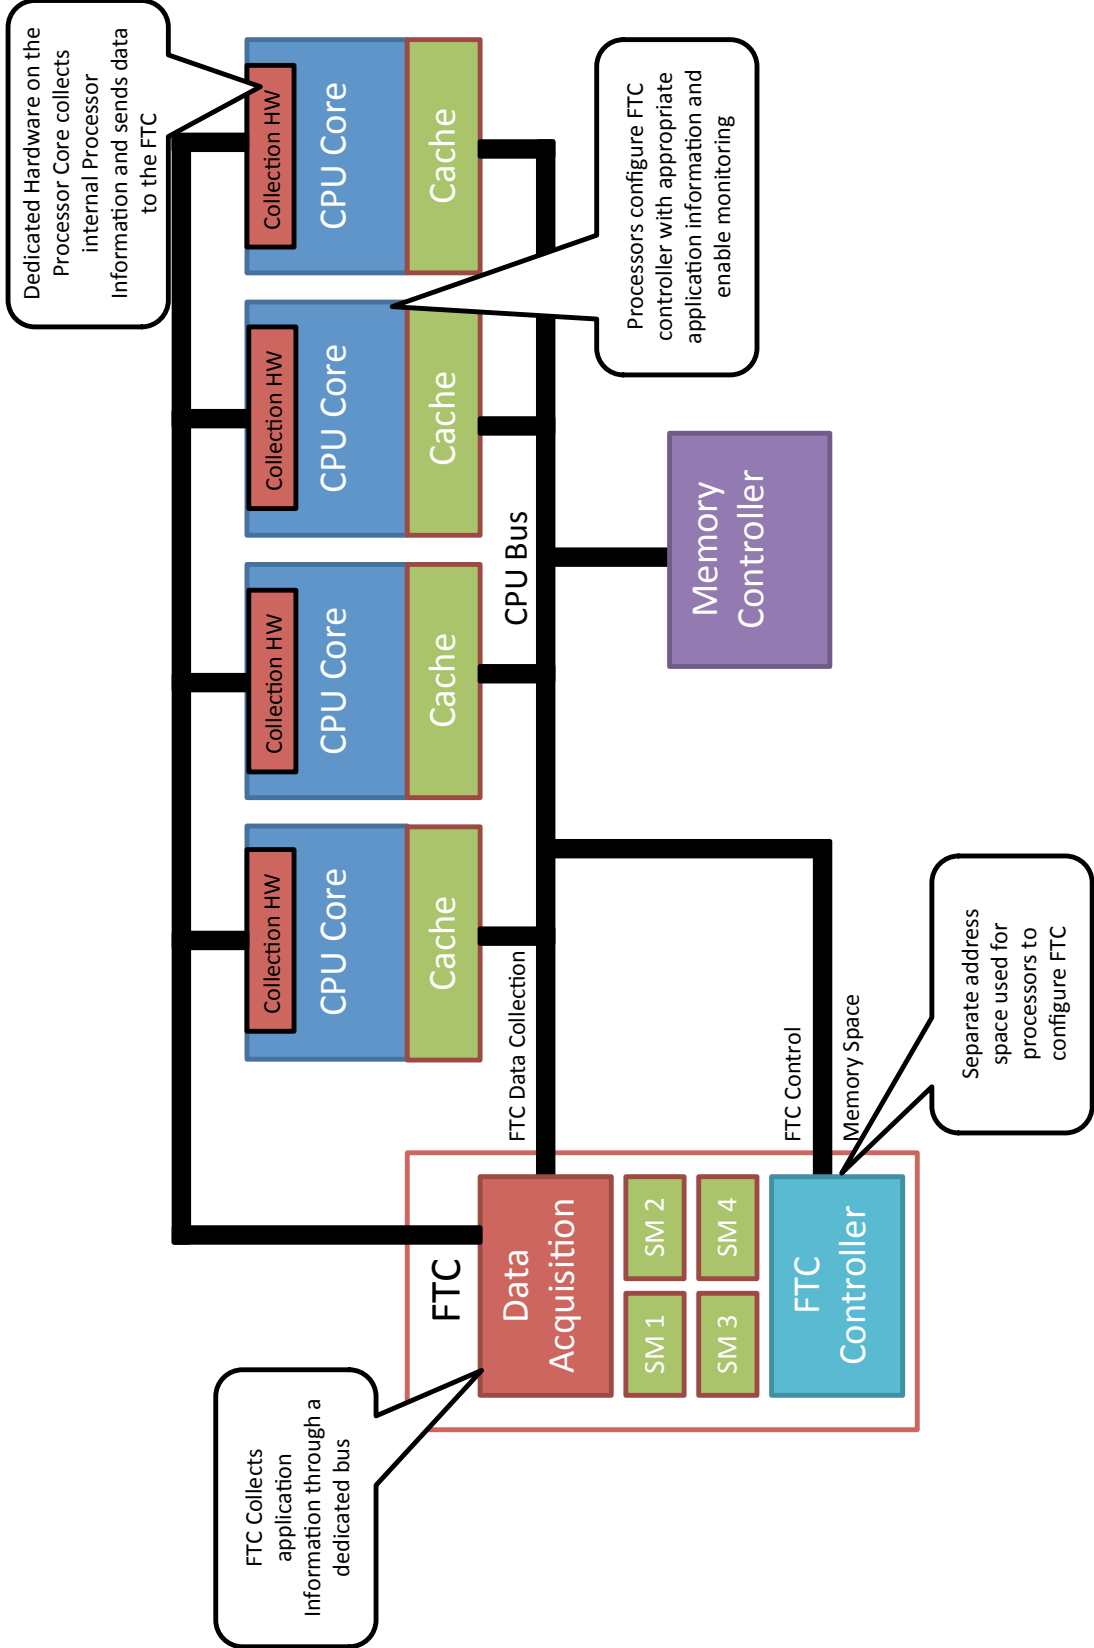 FTC Collects
application
Information through a
dedicated bus
Dedicated Hardware on the
Processor Core collects
internal Processor
Information and sends data
to the FTC
Collection HW
CPU Core
Cache
Collection HW
CPU Core
Cache
Collection HW
CPU Core
Cache
Collection HW
CPU Core
Cache
FTC
Data
Acquisition
SM 1
SM 2
SM 3
SM 4
FTC
Controller
FTC Data Collection
CPU Bus
FTC Control
Memory Space
Memory
Controller
Processors configure FTC
controller with appropriate
application information and
enable monitoring
Separate address
space used for
processors to
configure FTC